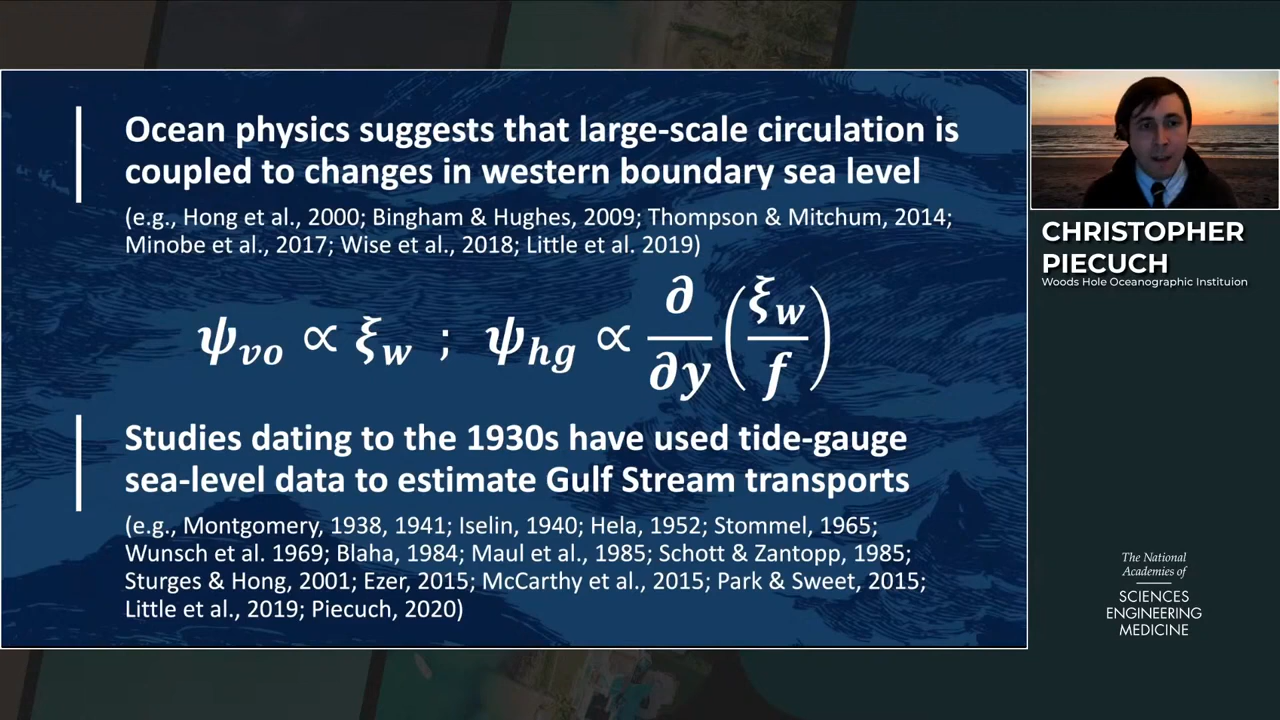 Ocean physics suggests that large-scale circulation is
coupled to changes in western boundary sea level
(e.g., Hong et al., 2000; Bingham & Hughes, 2009; Thompson & Mitchum, 2014;
Minobe et al., 2017; Wise et al., 2018; Little et al. 2019)
ψ_vo ∝ ξ_w ; ψ_hg ∝ ∂/∂y (ξ_w/f)
Studies dating to the 1930s have used tide-gauge
sea-level data to estimate Gulf Stream transports
(e.g., Montgomery, 1938, 1941; Iselin, 1940; Hela, 1952; Stommel, 1965;
Wunsch et al. 1969; Blaha, 1984; Maul et al., 1985; Schott & Zantopp, 1985;
Sturges & Hong, 2001; Ezer, 2015; McCarthy et al., 2015; Park & Sweet, 2015;
Little et al., 2019; Piecuch, 2020)
CHRISTOPHER
PIECUCH
Woods Hole Oceanographic Instituion
The National
Academies of
SCIENCES
ENGINEERING
MEDICINE